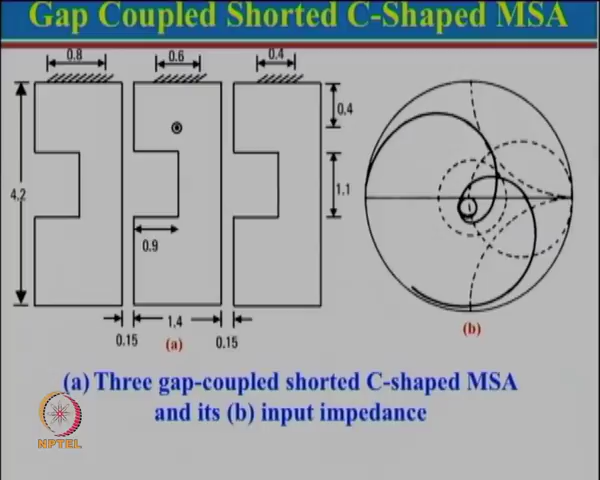 Gap Coupled Shorted C-Shaped MSA
0.8
0.6
0.4
0.4
4.2
1.1
0.9
1.4
0.15
(a)
0.15
(b)
(a) Three gap-coupled shorted C-shaped MSA
and its (b) input impedance
NPTEL